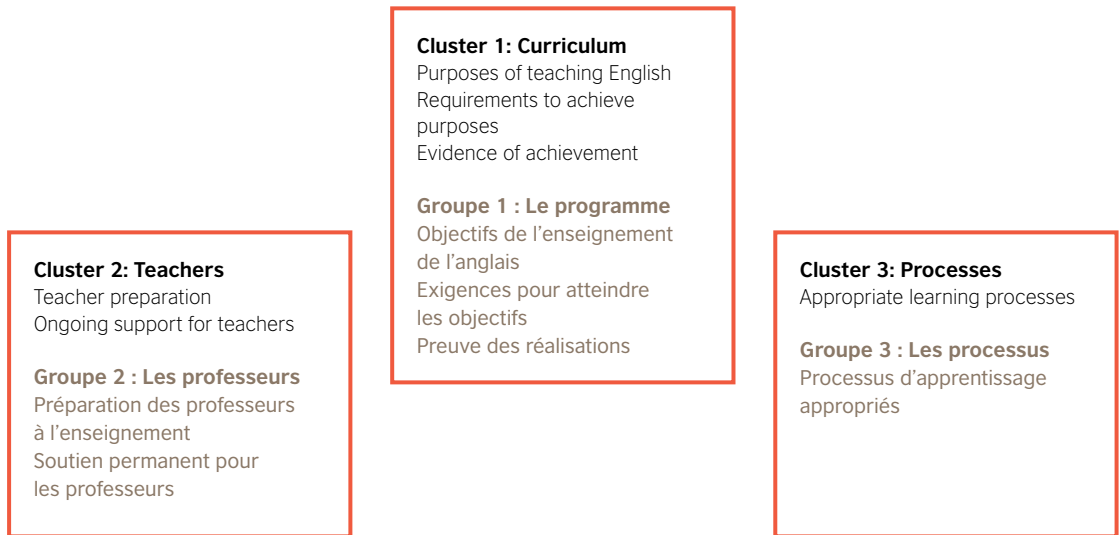 Cluster 1: Curriculum
Purposes of teaching English
Requirements to achieve
purposes
Evidence of achievement
Groupe 1 : Le programme
Objectifs de l’enseignement
de l’anglais
Exigences pour atteindre
les objectifs
Preuve des réalisations
Cluster 2: Teachers
Teacher preparation
Ongoing support for teachers
Groupe 2 : Les professeurs
Préparation des professeurs
à l’enseignement
Soutien permanent pour
les professeurs
Cluster 3: Processes
Appropriate learning processes
Groupe 3 : Les processus
Processus d’apprentissage
appropriés